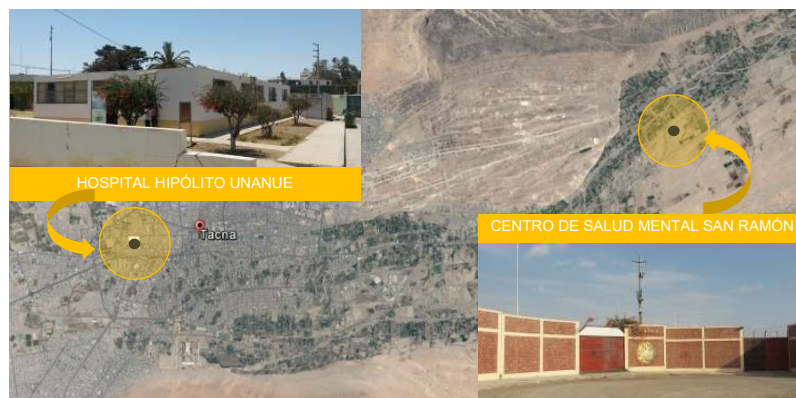 HOSPITAL HIPÓLITO UNANUE
Tacna
CENTRO DE SALUD MENTAL SAN RAMÓN